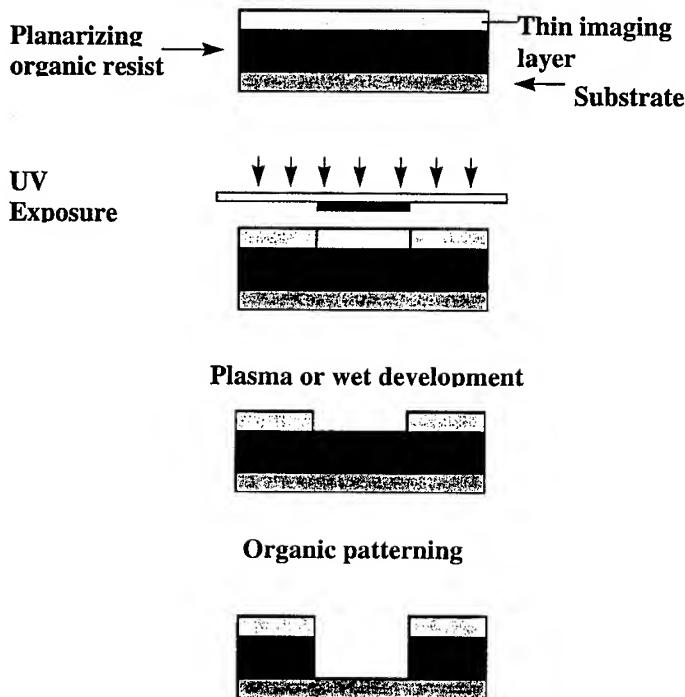 Planarizing
organic resist
Thin imaging
layer
Substrate
UV
Exposure
Plasma or wet development
Organic patterning